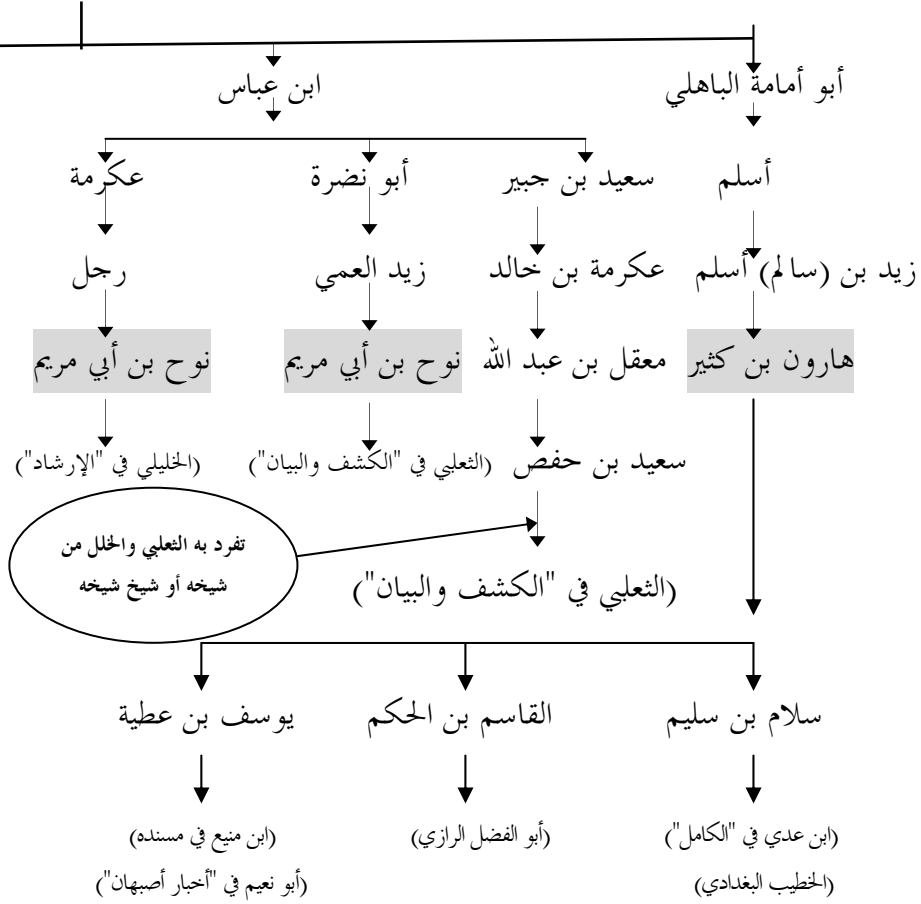 أبو أمامة الباهلي ابن عباس
أسلم سعيد بن جبير أبو نضرة عكرمة
زيد بن (سالم) أسلم عكرمة بن خالد زيد العمي رجل
هارون بن كثير معقل بن عبد الله نوح بن أبي مريم نوح بن أبي مريم
سعيد بن حفص (الثعلبي في "الكشف والبيان") (الخليلي في "الإرشاد")
تفرد به الثعلبي والخلل من
شيخه أو شيخ شيخه
(الثعلبي في "الكشف والبيان")
سلام بن سليم القاسم بن الحكم يوسف بن عطية
(ابن عدي في "الكامل") (أبو الفضل الرازي) (ابن منيع في مسنده)
(الخطيب البغدادي) (أبو نعيم في "أخبار أصبهان")